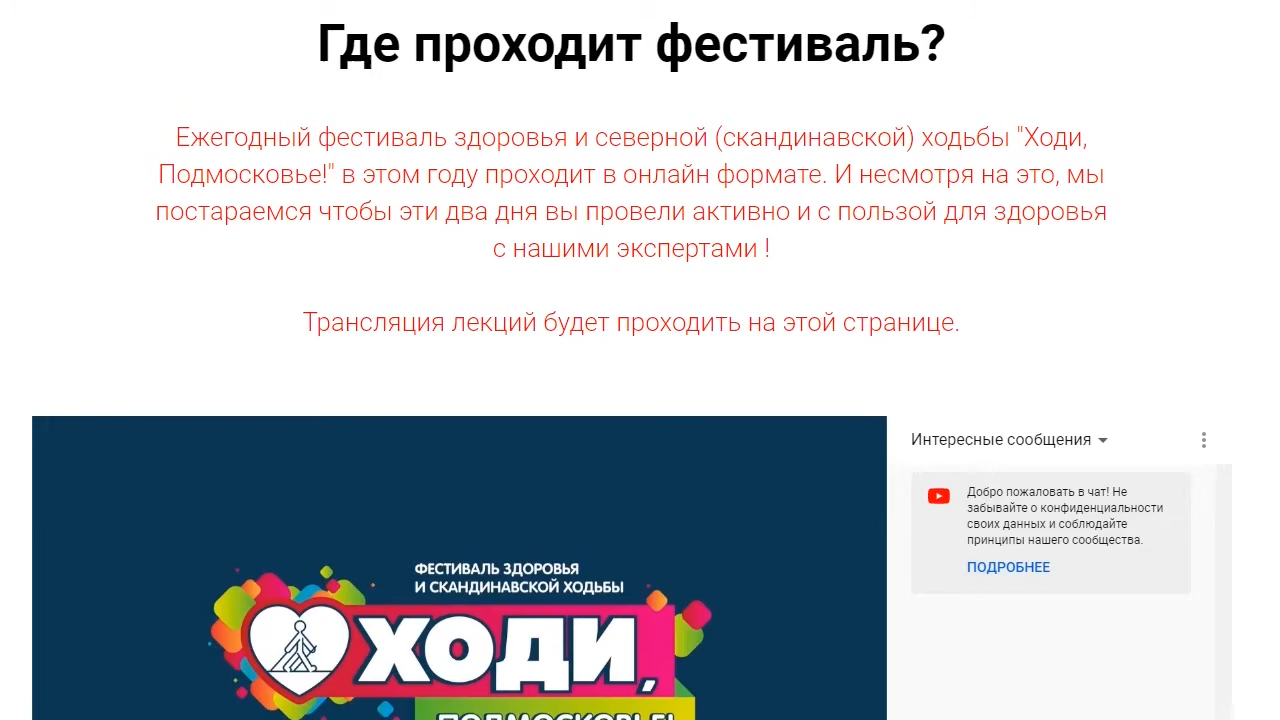 Где проходит фестиваль?
Ежегодный фестиваль здоровья и северной (скандинавской) ходьбы "Ходи,
Подмосковье!" в этом году проходит в онлайн формате. И несмотря на это, мы
постараемся чтобы эти два дня вы провели активно и с пользой для здоровья
с нашими экспертами !
Трансляция лекций будет проходить на этой странице.
ФЕСТИВАЛЬ ЗДОРОВЬЯ
И СКАНДИНАВСКОЙ ХОДЬБЫ
ХОДИ,
ПОДМОСКОВЬЕ!
Интересные сообщения
Добро пожаловать в чат! Не
забывайте о конфиденциальности
своих данных и соблюдайте
принципы нашего сообщества.
ПОДРОБНЕЕ